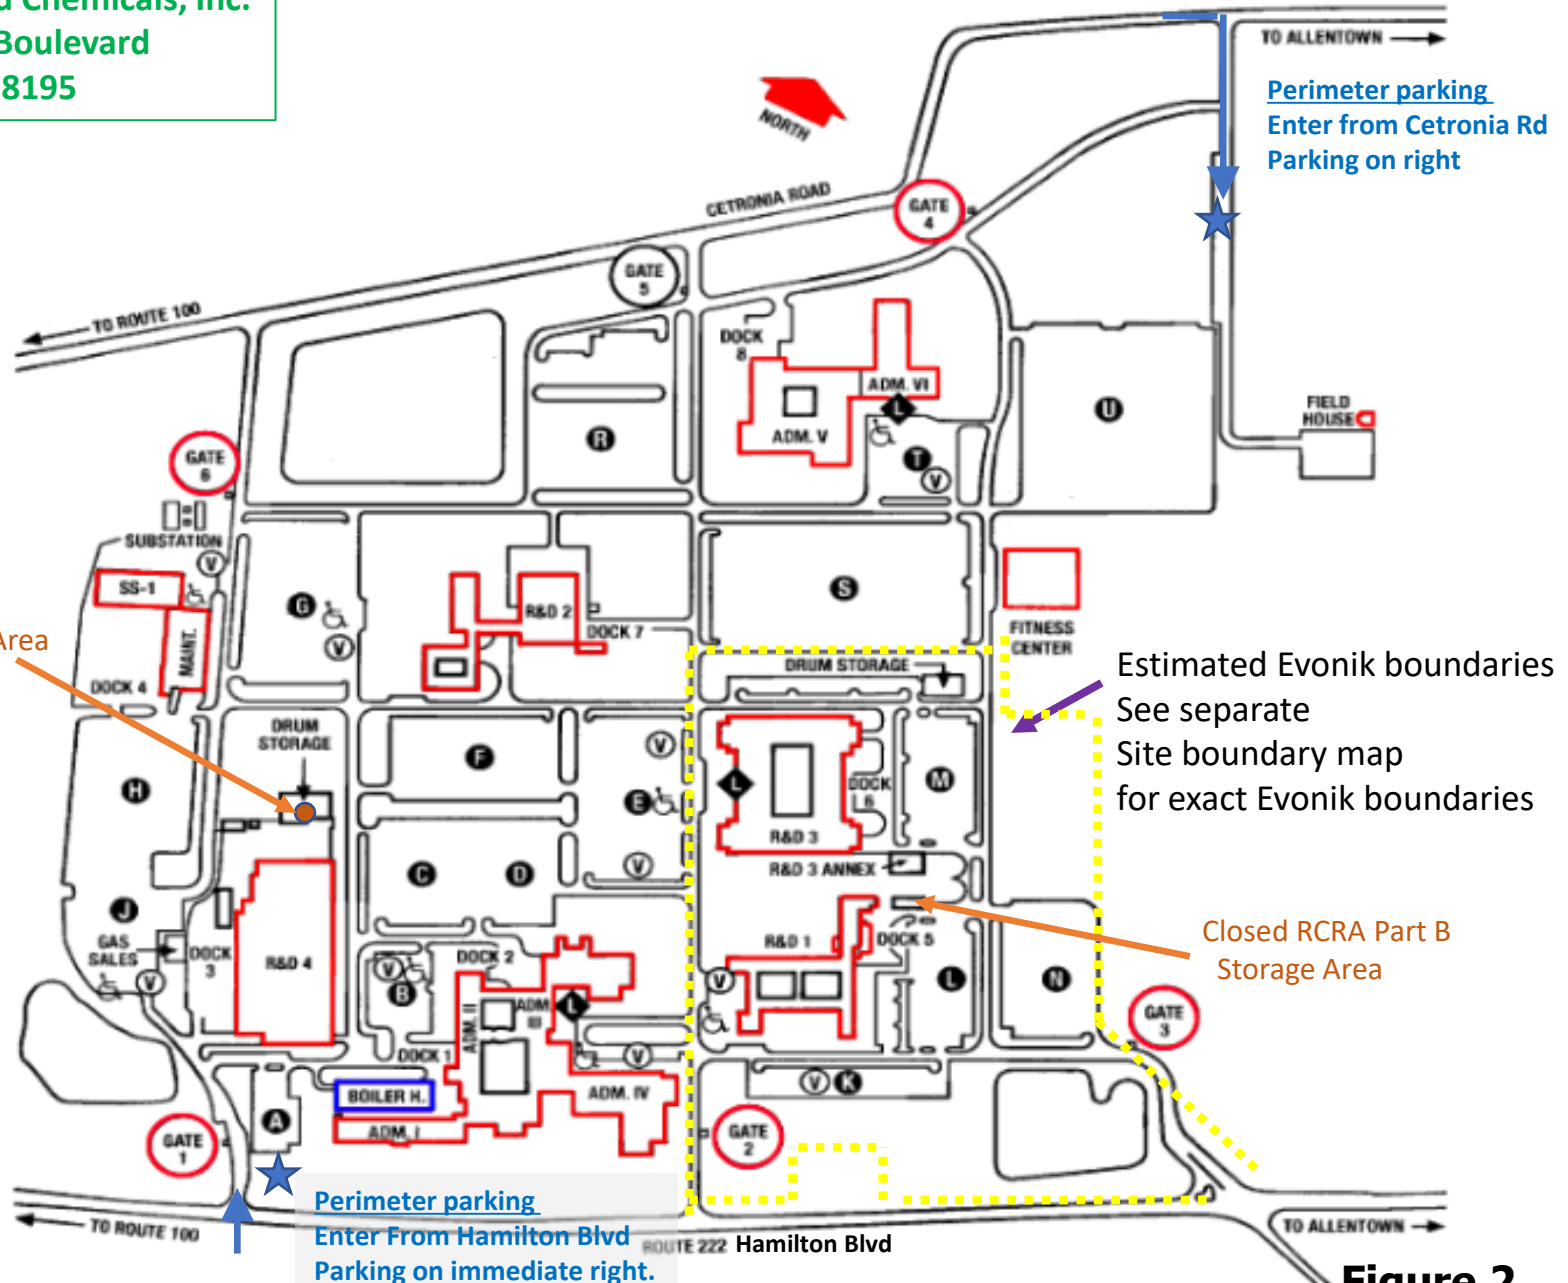 d Chemicals, Inc.
Boulevard
8195
NORTH
TO ALLENTOWN
Perimeter parking
Enter from Cetronia Rd
Parking on right
CETRONIA ROAD
GATE
4
GATE
5
TO ROUTE 100
DOCK
8
ADM. VI
L
ADM. V
R
T
V
U
FIELD
HOUSE
GATE
6
SUBSTATION
V
SS-1
MAINT.
DOCK 4
G
V
R&D 2
DOCK 7
S
FITNESS
CENTER
Area
DRUM STORAGE
Estimated Evonik boundaries
See separate
Site boundary map
for exact Evonik boundaries
DRUM
STORAGE
H
F
V
E
V
L
DOCK
6
R&D 3
M
R&D 3 ANNEX
C
D
J
GAS
SALES
V
DOCK
3
R&D 4
DOCK 2
V
B
ADM. II
ADM.
III
L
DOCK 1
V
ADM. IV
BOILER H.
ADM. I
A
R&D 1
DOCK 5
V
L
N
V
K
Closed RCRA Part B
Storage Area
GATE
3
GATE
1
GATE
2
Perimeter parking
Enter From Hamilton Blvd
Parking on immediate right.
TO ROUTE 100
ROUTE 222 Hamilton Blvd
TO ALLENTOWN
Figure 2